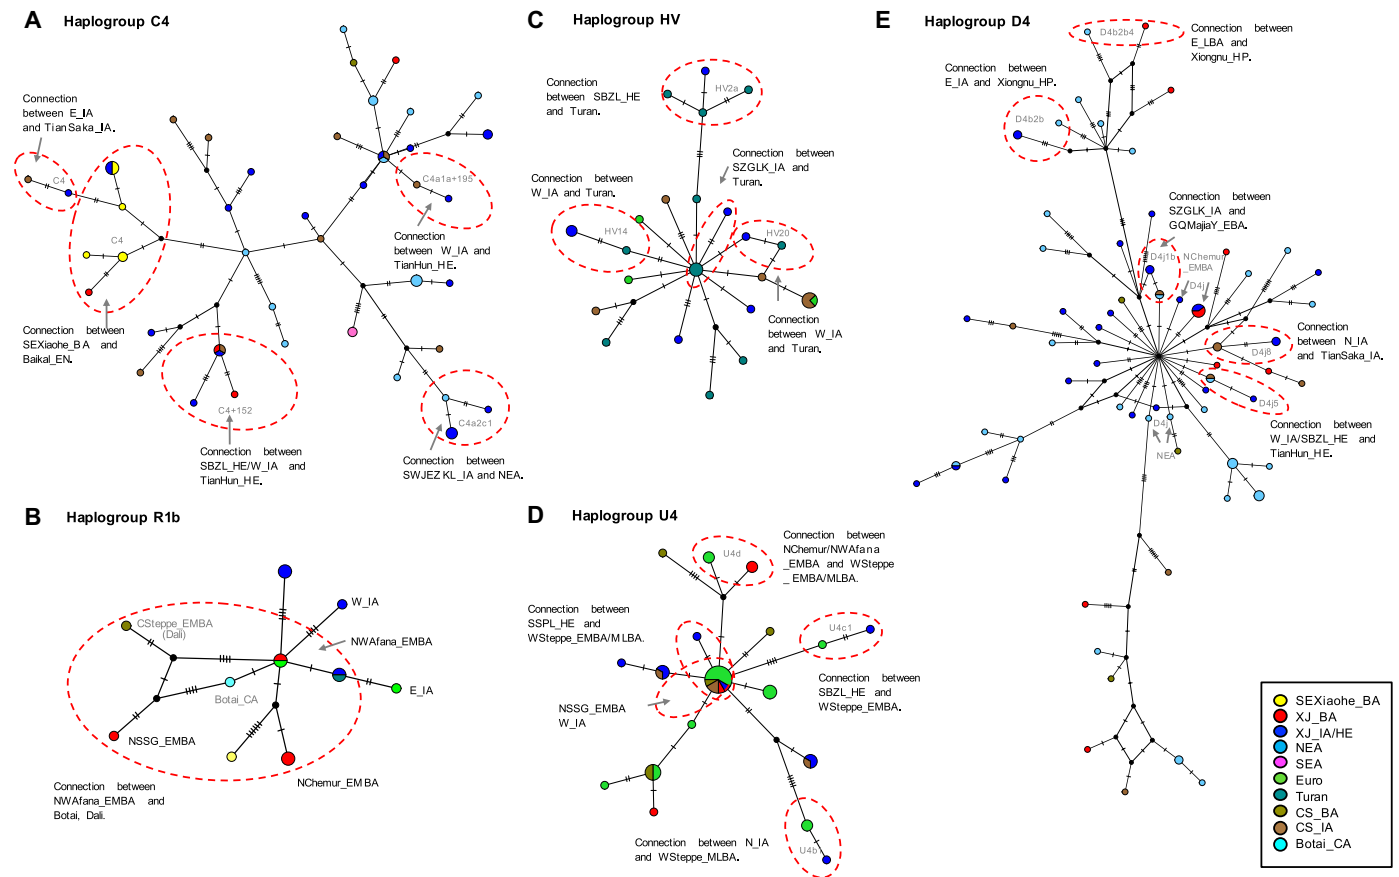 A Haplogroup C4
Connection
between E_IA
and TianSaka_IA.
C4
C4
Connection between
SEXiaohe_BA and
Baikal_EN.
C4+152
Connection between
SBZL_HE/W_IA and
TianHun_HE.
C4a1a+195
Connection
between W_IA and
TianHun_HE.
C4a2c1
Connection between
SWJEZKL_IA and NEA.
B Haplogroup R1b
CSteppe_EMBA
(Dali)
W_IA
NWAfana_EMBA
Botai_CA
E_IA
NSSG_EMBA
NChemur_EMBA
Connection between
NWAfana_EMBA and
Botai, Dali.
C Haplogroup HV
Connection
between SBZL_HE
and Turan.
HV2a
Connection between
SZGLK_IA and
Turan.
Connection between
W_IA and Turan.
HV14
HV20
Connection
between W_IA and
Turan.
D Haplogroup U4
U4d
Connection between
NChemur/NWAfana
_EMBA and WSteppe
_EMBA/MLBA.
Connection between
SSPL_HE and
WSteppe_EMBA/MLBA.
U4c1
Connection between
SBZL_HE and
WSteppe_EMBA.
NSSG_EMBA
W_IA
Connection between N_IA
and WSteppe_MLBA.
U4b1
E Haplogroup D4
D4b2b4
Connection between
E_LBA and
Xiongnu_HP.
Connection between
E_IA and Xiongnu_HP.
D4b2b
Connection between
SZGLK_IA and
GQMajiaY_EBA.
D4j1b
NChemur
_EMBA
D4j
Connection
between N_IA
and TianSaka_IA.
D4j8
D4j5
D4j
NEA
Connection between
W_IA/SBZL_HE and
TianHun_HE.
SEXiaohe_BA
XJ_BA
XJ_IA/HE
NEA
SEA
Euro
Turan
CS_BA
CS_IA
Botai_CA